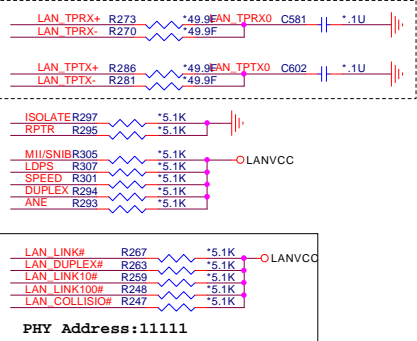 LAN_TPRX+ R273 *49.9F LAN_TPRX0 C581 *.1U
LAN_TPRX- R270 *49.9F
LAN_TPTX+ R286 *49.9F LAN_TPTX0 C602 *.1U
LAN_TPTX- R281 *49.9F
ISOLATE R297 *5.1K
RPTR R295 *5.1K
MII/SNIB R305 *5.1K LANVCC
LDPS R307 *5.1K
SPEED R301 *5.1K
DUPLEX R294 *5.1K
ANE R293 *5.1K
LAN_LINK# R267 *5.1K LANVCC
LAN_DUPLEX# R263 *5.1K
LAN_LINK10# R259 *5.1K
LAN_LINK100# R248 *5.1K
LAN_COLLISIO# R247 *5.1K
PHY Address:11111